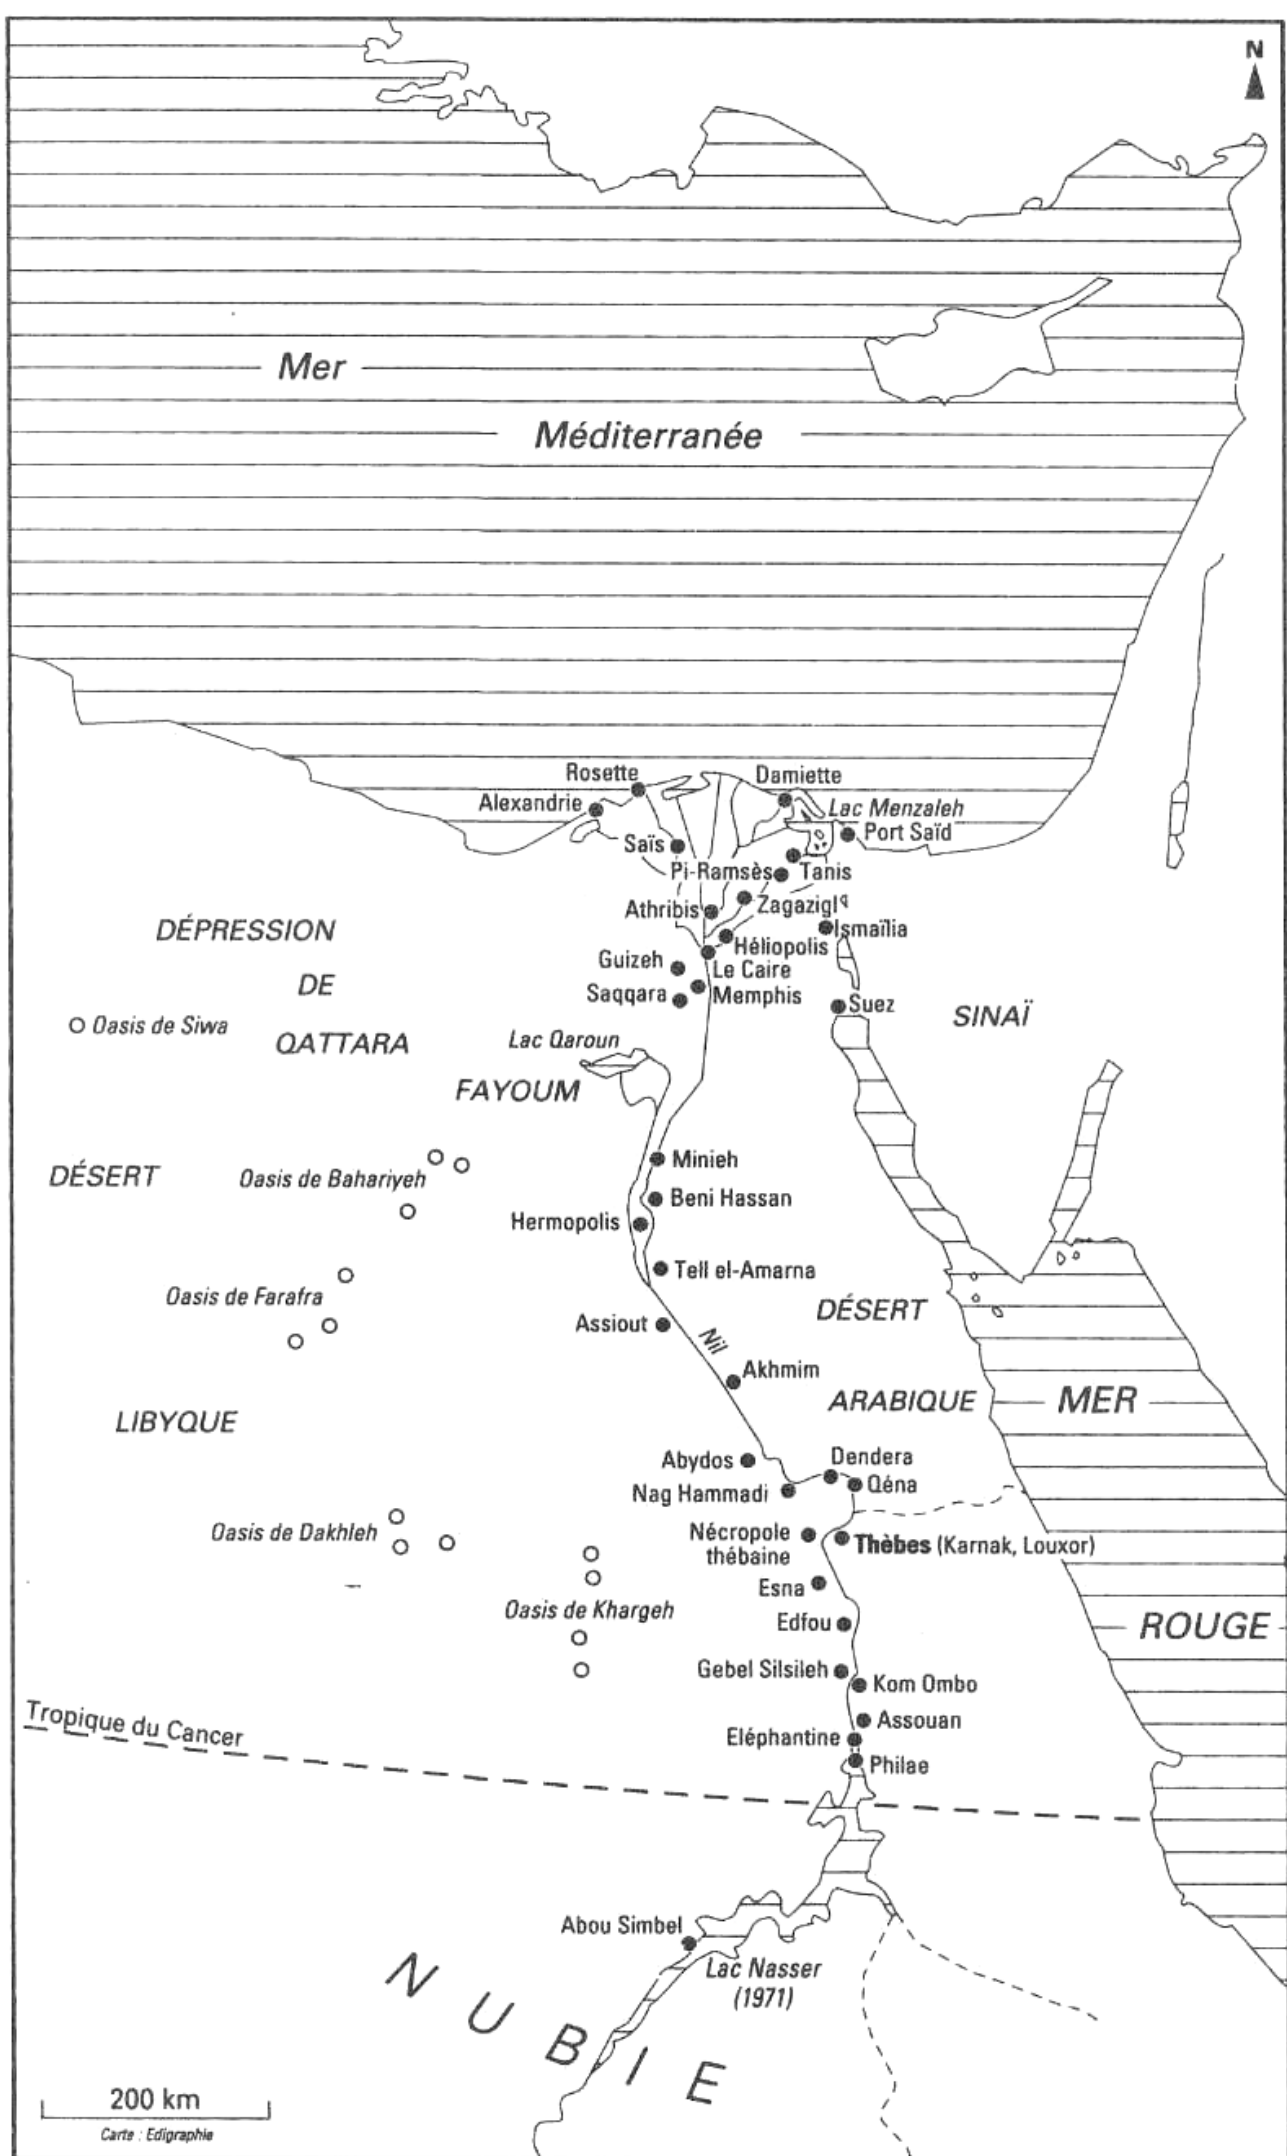 N
Mer
Méditerranée
Rosette
Damiette
Alexandrie
Lac Menzaleh
Port Saïd
Saïs
Pi-Ramsès
Tanis
Athribis
Zagazig
Ismaïlia
DÉPRESSION
Héliopolis
Guizeh
Le Caire
DE
Saqqara
Memphis
Suez
SINAÏ
Oasis de Siwa
QATTARA
Lac Qaroun
FAYOUM
DÉSERT
Oasis de Bahariyeh
Minieh
Beni Hassan
Hermopolis
Tell el-Amarna
Oasis de Farafra
DÉSERT
Assiout
Nil
Akhmim
ARABIQUE
MER
LIBYQUE
Abydos
Dendera
Nag Hammadi
Qéna
Oasis de Dakhleh
Nécropole
thébaine
Thèbes (Karnak, Louxor)
Esna
Oasis de Khargeh
Edfou
ROUGE
Gebel Silsileh
Kom Ombo
Tropique du Cancer
Assouan
Eléphantine
Philae
Abou Simbel
Lac Nasser
(1971)
NUBIE
200 km
Carte : Edigraphie